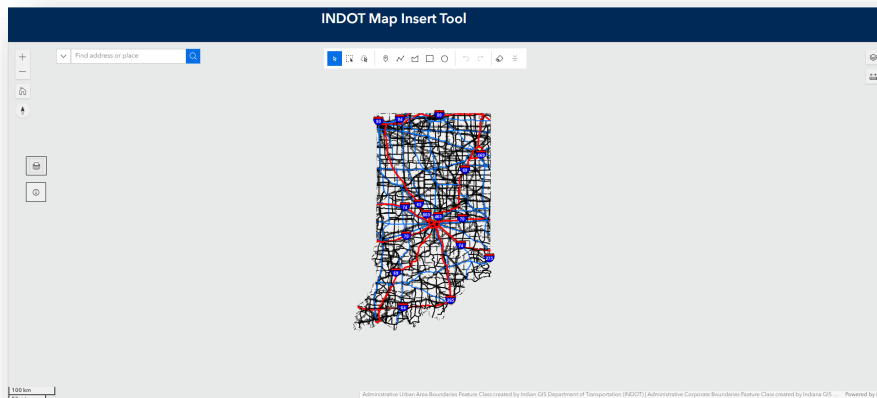 INDOT Map Insert Tool
Find address or place
100 km
Administrative Urban Area Boundaries Feature Class created by Indian GIS Department of Transportation (INDOT) | Administrative Corporate Boundaries Feature Class created by Indiana GIS ... Powered by